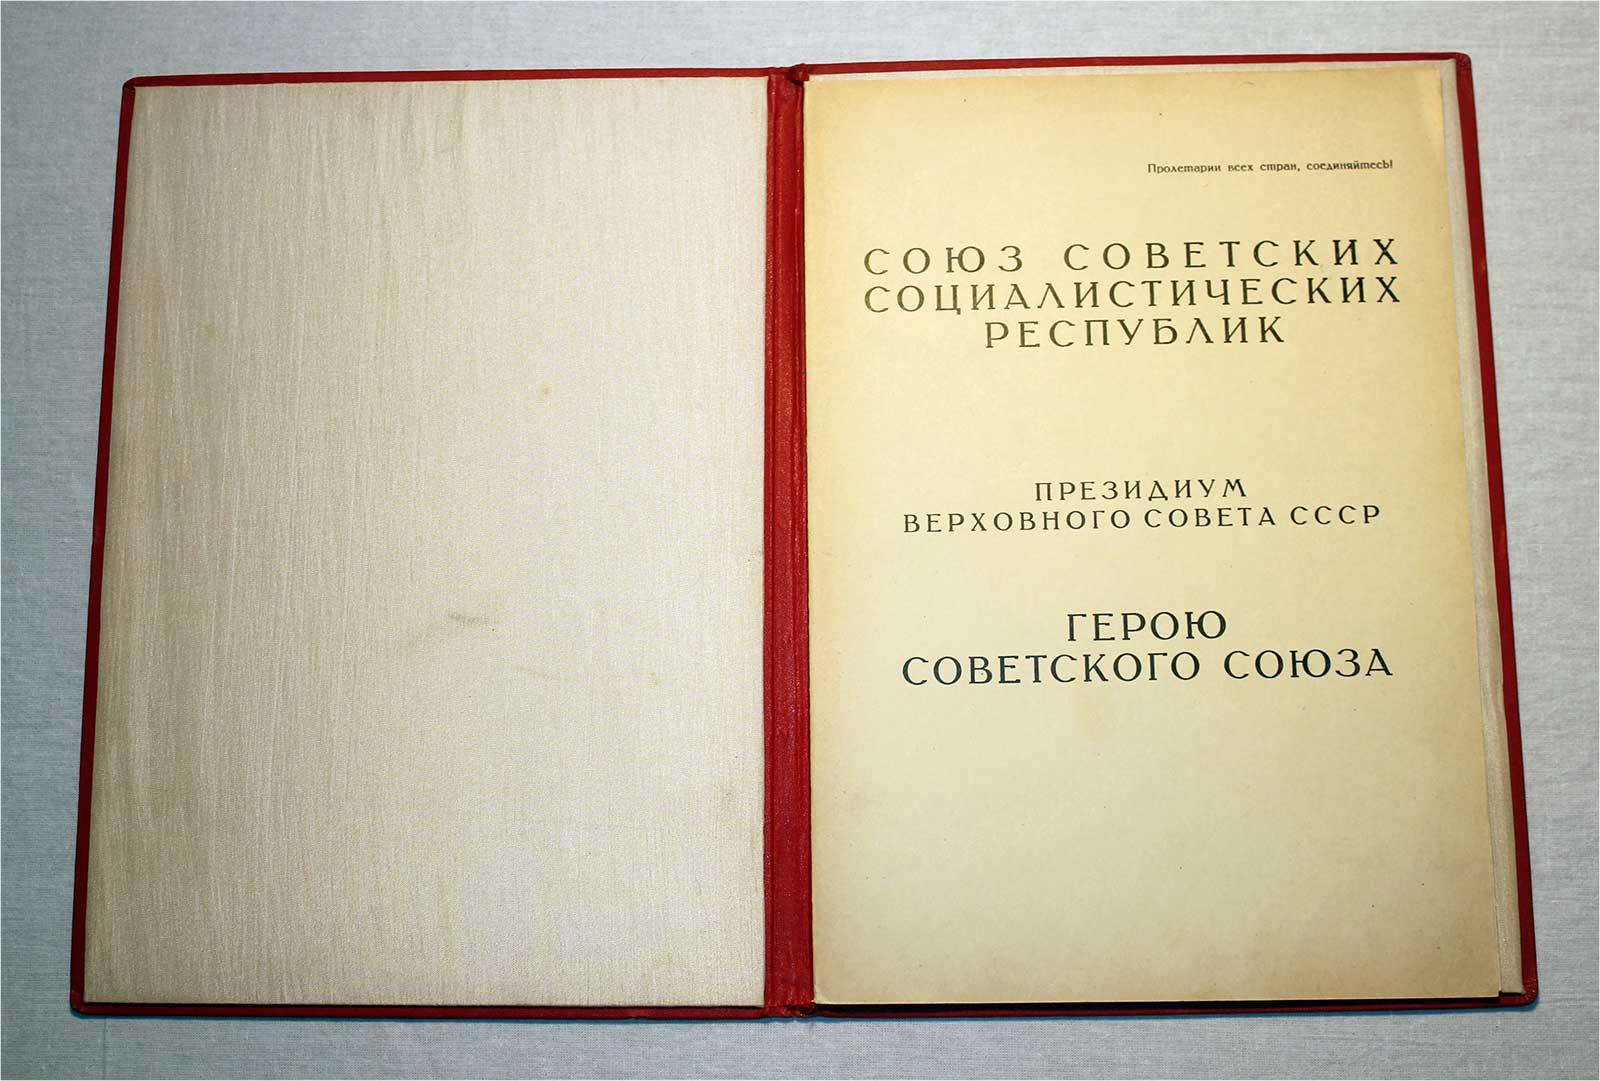 Пролетарии всех стран, соединяйтесь!
СОЮЗ СОВЕТСКИХ
СОЦИАЛИСТИЧЕСКИХ
РЕСПУБЛИК
ПРЕЗИДИУМ
ВЕРХОВНОГО СОВЕТА СССР
ГЕРОЮ
СОВЕТСКОГО СОЮЗА